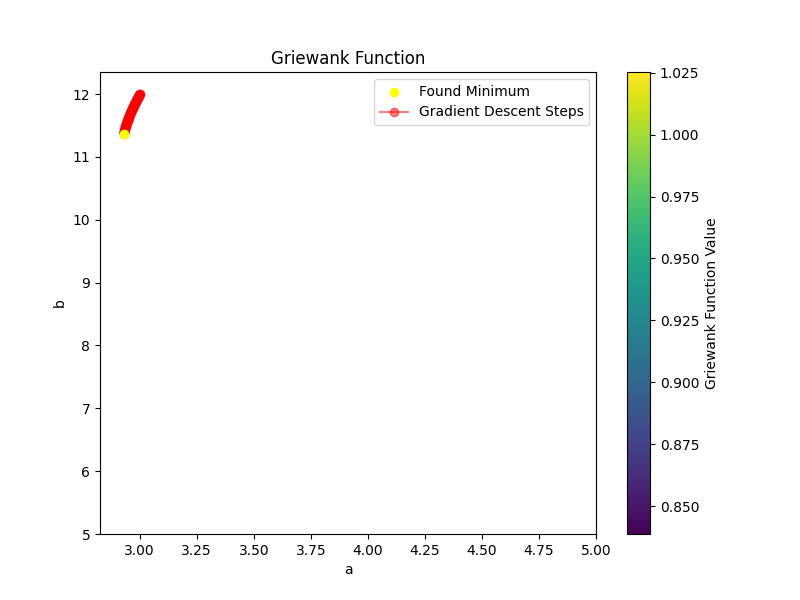 Griewank Function
Found Minimum
Gradient Descent Steps
12
11
10
9
8
7
6
5
b
3.00 3.25 3.50 3.75 4.00 4.25 4.50 4.75 5.00
a
1.025
1.000
0.975
0.950
0.925
0.900
0.875
0.850
Griewank Function Value